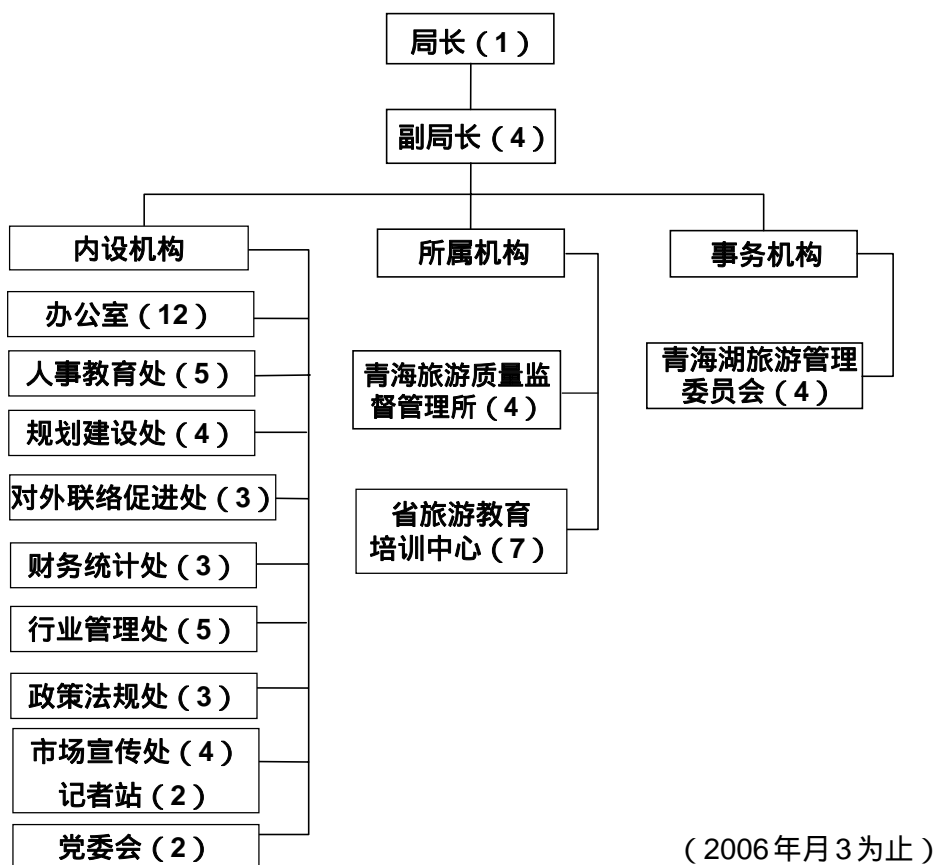 局长（1）
副局长（4）
内设机构
所属机构
事务机构
办公室（12）
人事教育处（5）
规划建设处（4）
对外联络促进处（3）
财务统计处（3）
行业管理处（5）
政策法规处（3）
市场宣传处（4）
记者站（2）
党委会（2）
青海旅游质量监
督管理所（4）
省旅游教育
培训中心（7）
青海湖旅游管理
委员会（4）
（2006年月3为止）